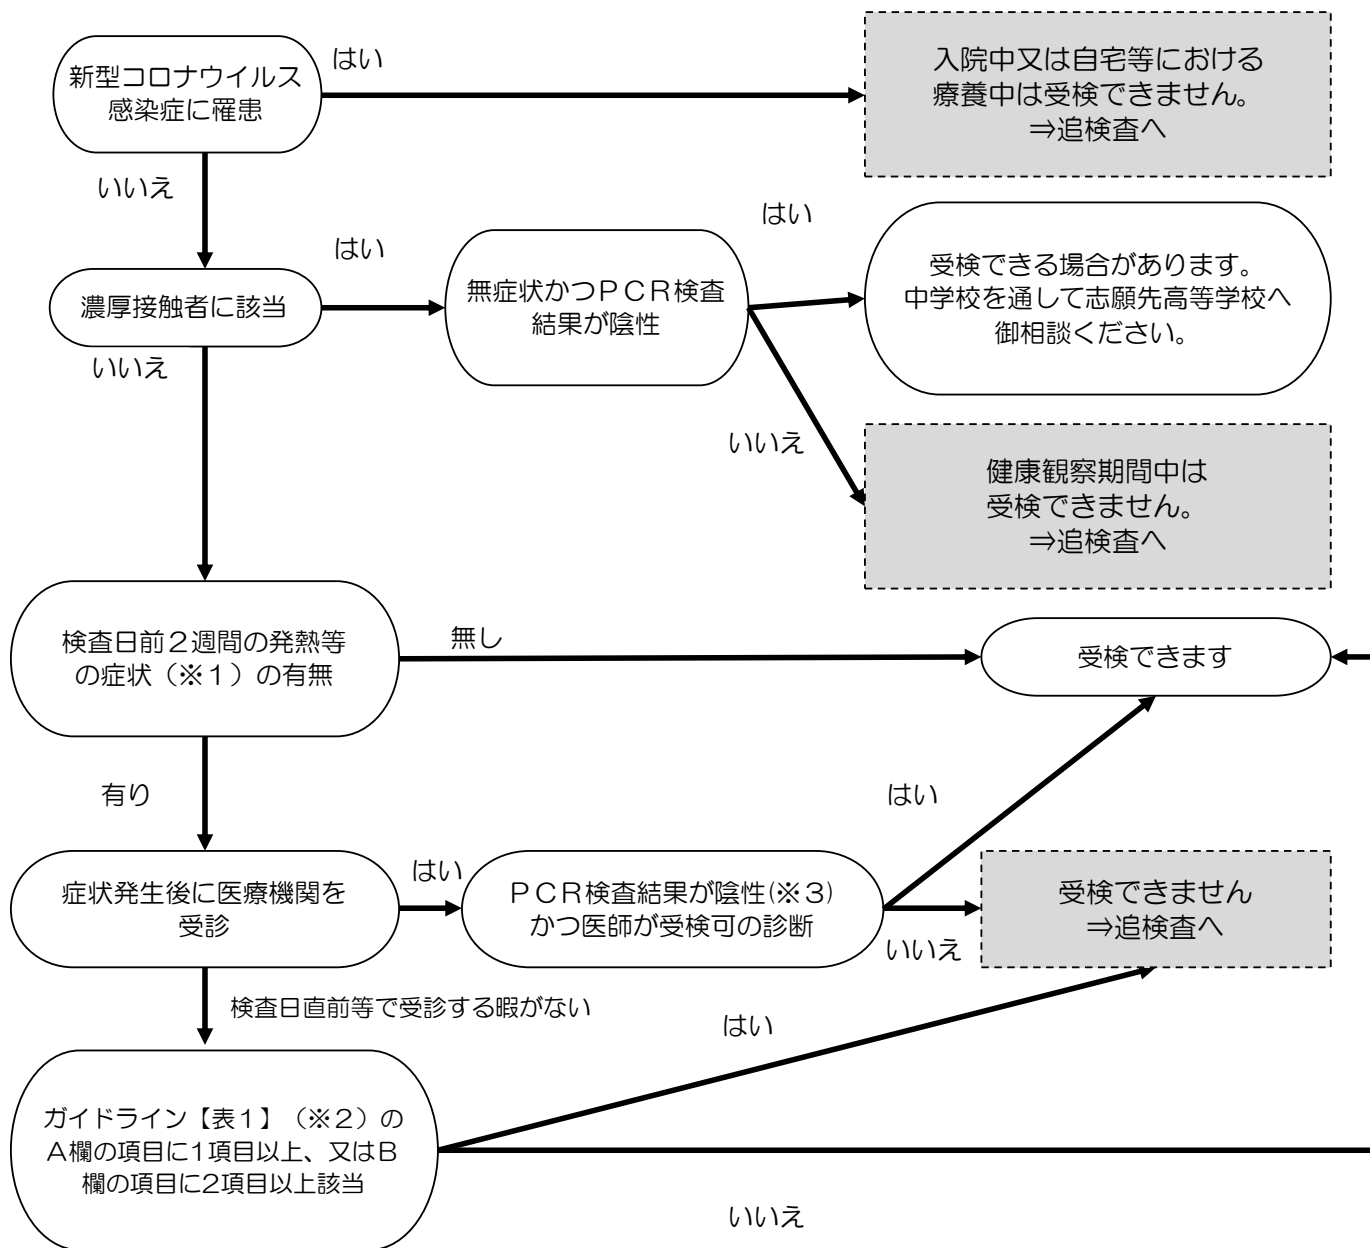 新型コロナウイルス
感染症に罹患
はい
入院中又は自宅等における
療養中は受検できません。
⇒追検査へ
いいえ
濃厚接触者に該当
はい
無症状かつＰＣＲ検査
結果が陰性
はい
受検できる場合があります。
中学校を通して志願先高等学校へ
御相談ください。
いいえ
健康観察期間中は
受検できません。
⇒追検査へ
いいえ
検査日前２週間の発熱等
の症状（※１）の有無
無し
受検できます
有り
症状発生後に医療機関を
受診
はい
ＰＣＲ検査結果が陰性(※３)
かつ医師が受検可の診断
はい
いいえ
受検できません
⇒追検査へ
検査日直前等で受診する暇がない
ガイドライン【表１】（※２）の
Ａ欄の項目に1項目以上、又はＢ
欄の項目に2項目以上該当
はい
いいえ